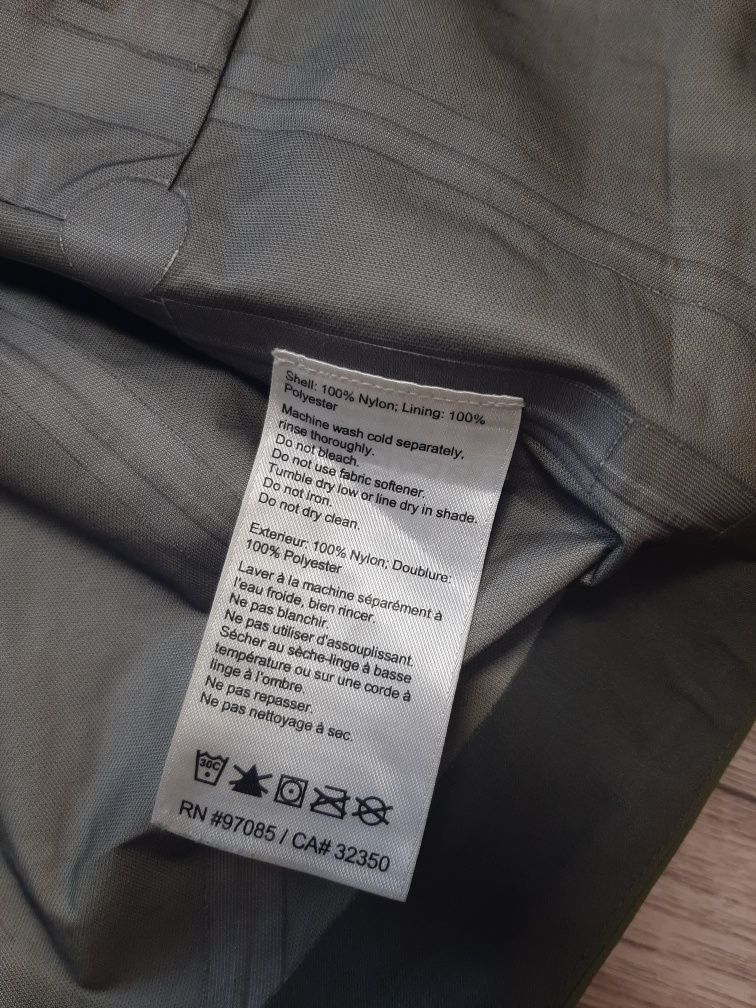 Shell: 100% Nylon; Lining: 100%
Polyester
Machine wash cold separately,
rinse thoroughly.
Do not bleach.
Do not use fabric softener.
Tumble dry low or line dry in shade.
Do not iron.
Do not dry clean.
Exterieur: 100% Nylon; Doublure:
100% Polyester
Laver à la machine séparément à
l'eau froide, bien rincer.
Ne pas blanchir.
Ne pas utiliser d'assouplissant.
Sécher au sèche-linge à basse
température ou sur une corde à
linge à l'ombre.
Ne pas repasser.
Ne pas nettoyage à sec.
30C
RN #97085 / CA# 32350